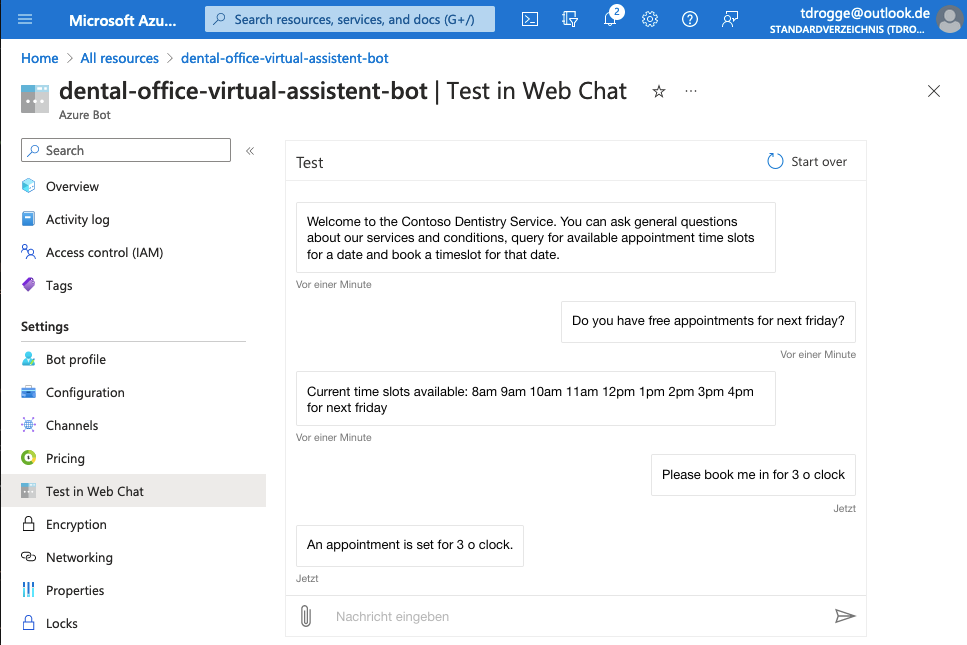 Microsoft Azu...
Search resources, services, and docs (G+/)
2
tdrogge@outlook.de
STANDARDVERZEICHNIS (TDRO...
Home > All resources > dental-office-virtual-assistent-bot
dental-office-virtual-assistent-bot | Test in Web Chat
Azure Bot
Search
Overview
Activity log
Access control (IAM)
Tags
Settings
Bot profile
Configuration
Channels
Pricing
Test in Web Chat
Encryption
Networking
Properties
Locks
Test
Start over
Welcome to the Contoso Dentistry Service. You can ask general questions
about our services and conditions, query for available appointment time slots
for a date and book a timeslot for that date.
Vor einer Minute
Do you have free appointments for next friday?
Vor einer Minute
Current time slots available: 8am 9am 10am 11am 12pm 1pm 2pm 3pm 4pm
for next friday
Vor einer Minute
Please book me in for 3 o clock
Jetzt
An appointment is set for 3 o clock.
Jetzt
Nachricht eingeben